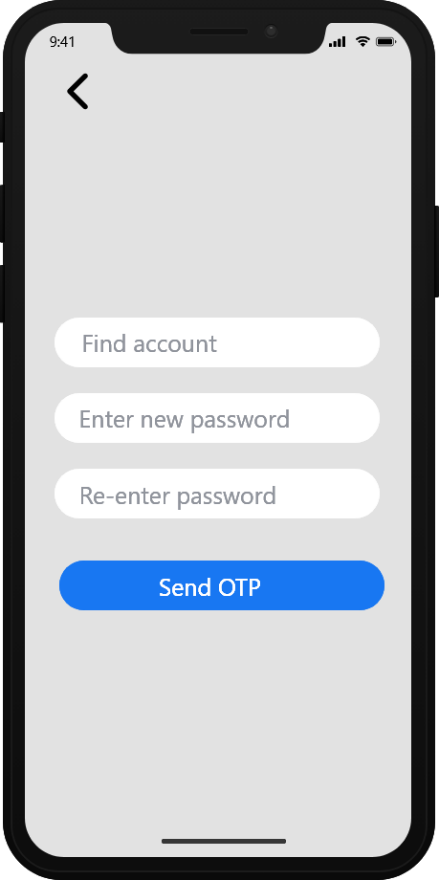 9:41
Find account
Enter new password
Re-enter password
Send OTP